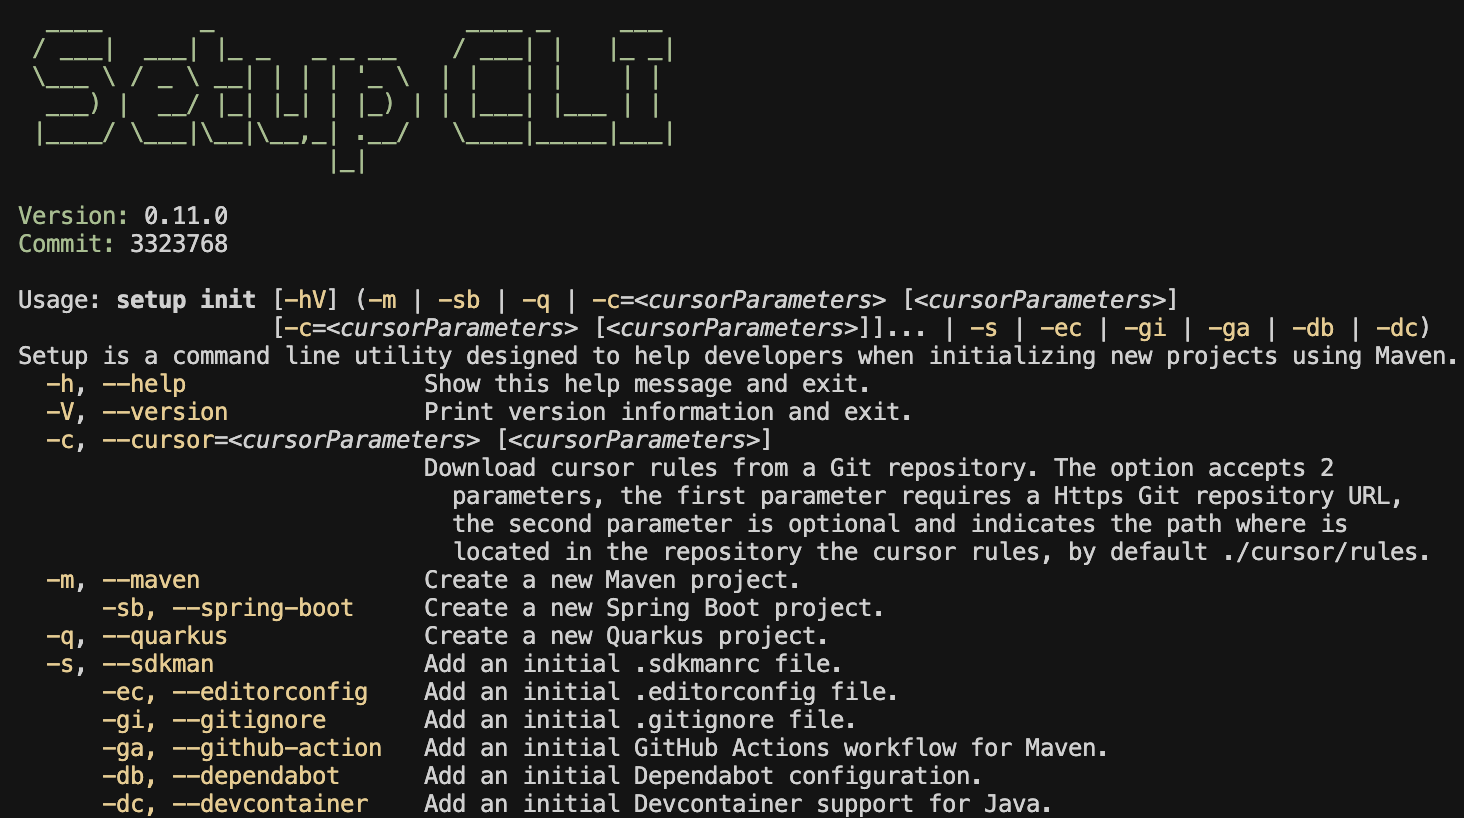 Setup CLI
Version: 0.11.0
Commit: 3323768
Usage: setup init [-hV] (-m | -sb | -q | -c=<cursorParameters> [<cursorParameters>]
[-c=<cursorParameters> [<cursorParameters>]]... | -s | -ec | -gi | -ga | -db | -dc)
Setup is a command line utility designed to help developers when initializing new projects using Maven.
-h, --help Show this help message and exit.
-V, --version Print version information and exit.
-c, --cursor=<cursorParameters> [<cursorParameters>]
Download cursor rules from a Git repository. The option accepts 2
parameters, the first parameter requires a Https Git repository URL,
the second parameter is optional and indicates the path where is
located in the repository the cursor rules, by default ./cursor/rules.
-m, --maven Create a new Maven project.
-sb, --spring-boot Create a new Spring Boot project.
-q, --quarkus Create a new Quarkus project.
-s, --sdkman Add an initial .sdkmanrc file.
-ec, --editorconfig Add an initial .editorconfig file.
-gi, --gitignore Add an initial .gitignore file.
-ga, --github-action Add an initial GitHub Actions workflow for Maven.
-db, --dependabot Add an initial Dependabot configuration.
-dc, --devcontainer Add an initial Devcontainer support for Java.